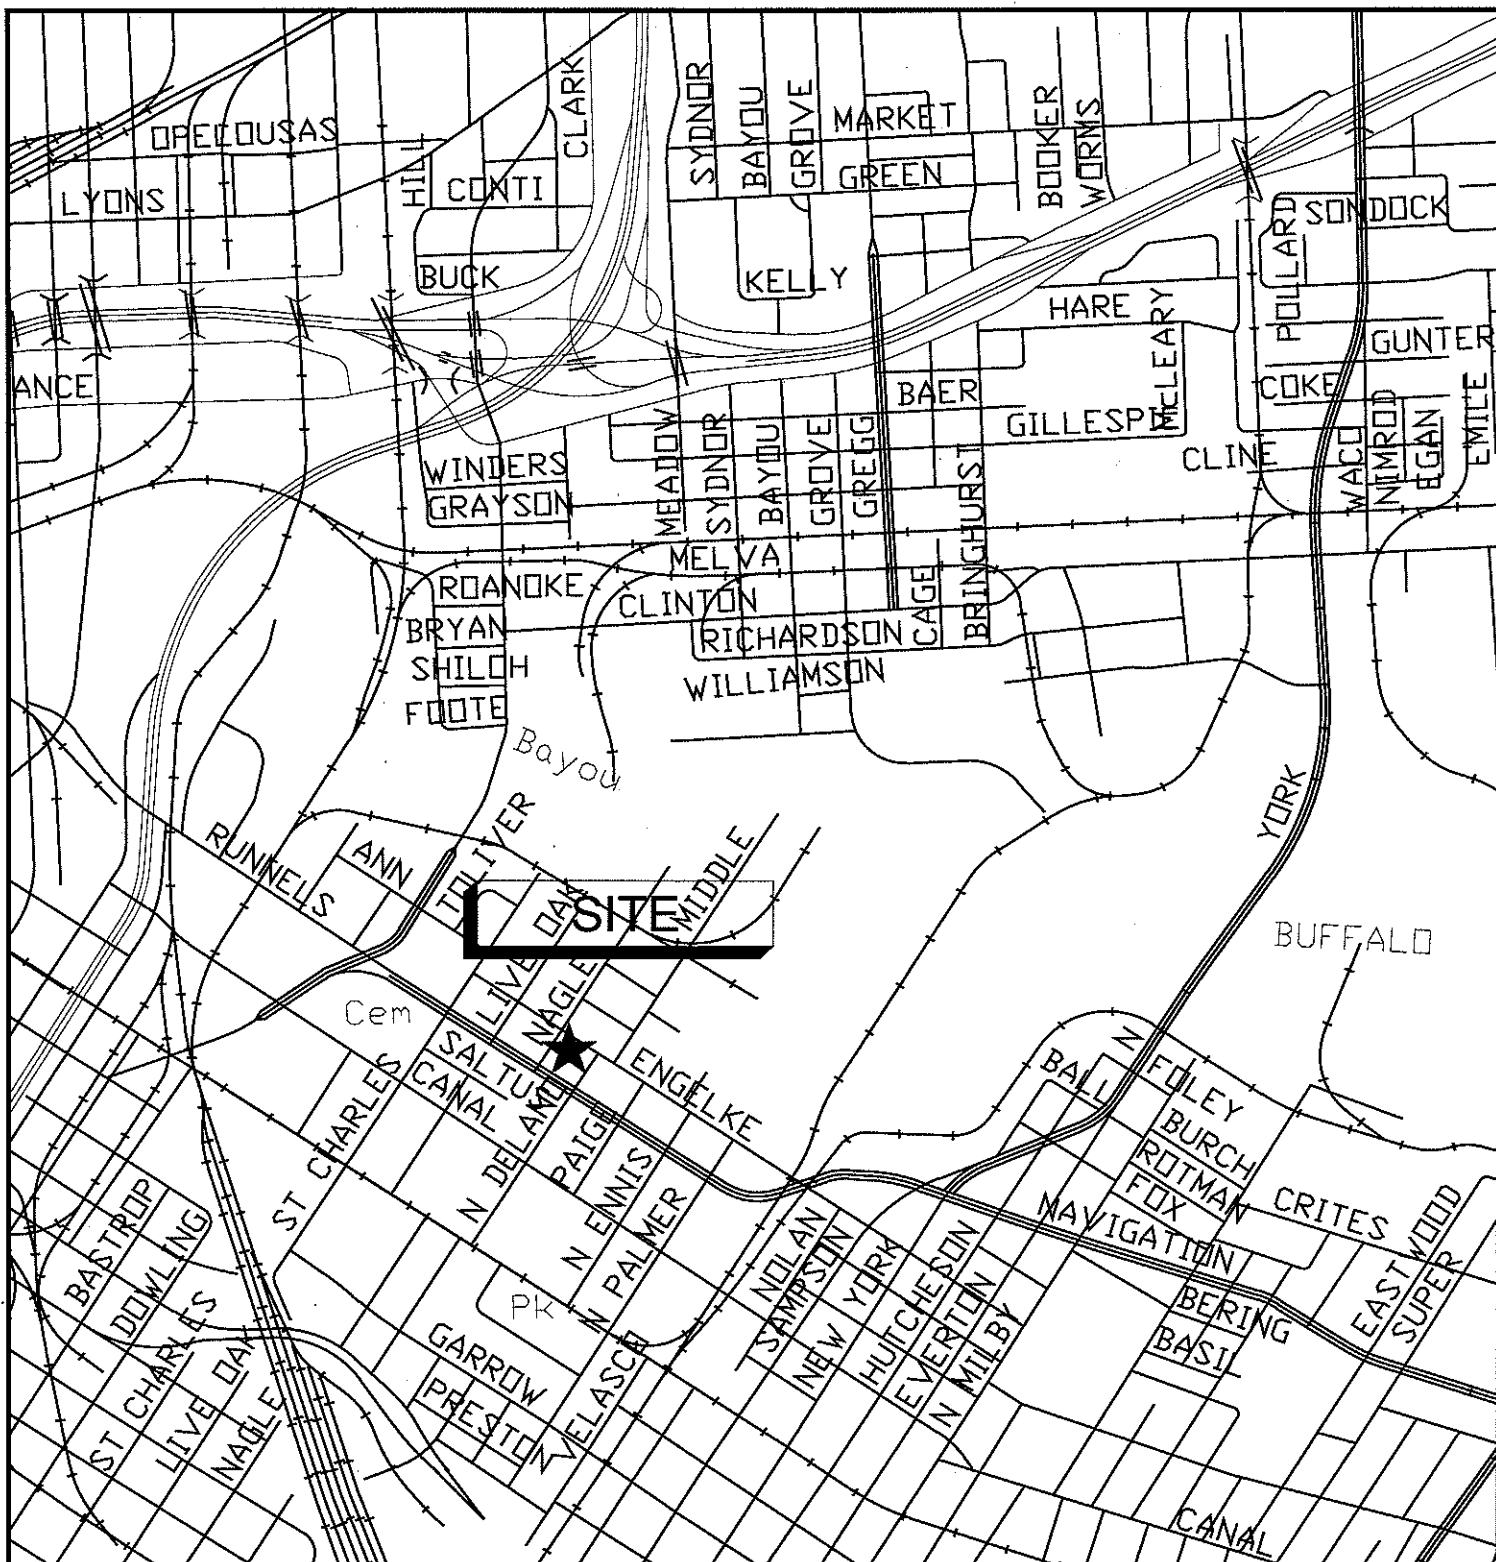 CLARK
SYDNOR
BAYOU
GROVE
MARKET
BOOKER
WORMS
OPELOUSAS
HILL
CONTI
GREEN
LYONS
SONDOCK
POLLARD
BUCK
KELLY
HARE
McLEARY
GUNTER
ANCE
BAER
COKE
GILLESPIE
NIMROD
EGAN
EMILE
WINDERS
MEADOW
SYDNOR
BAYOU
GROVE
GREGG
CLINE
WACO
GRAYSON
BRINGHURST
MELVA
ROANOKE
CLINTON
CAGE
BRYAN
RICHARDSON
SHILOH
WILLIAMSON
FOOTE
Bayou
YORK
RUNNELS
ANN
TOLIVER
MIDDLE
LIVE OAK
SITE
BUFFALO
NAGLE
Cem
SALTUS
ENGELKE
CANAL
N
BALL
FOLEY
ST CHARLES
N DELANO
PAIGE
BURCH
ROTMAN
N ENNIS
FOX
CRITES
BASTROP
N PALMER
NAVIGATION
EASTWOOD
DOWLING
NOLAN
SAMPSON
NEW YORK
HUTCHESON
SUPER
PK
EVERTON
N MILBY
BERING
ST CHARLES
LIVE OAK
NAGLE
GARROW
BASIL
PRESTON
N VELASCO
CANAL